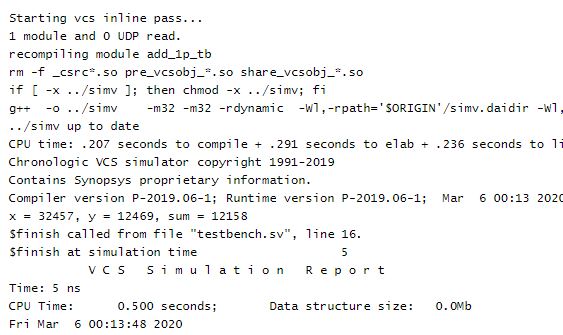 Starting vcs inline pass...
1 module and 0 UDP read.
recompiling module add_1p_tb
rm -f _csrc*.so pre_vcsobj_*.so share_vcsobj_*.so
if [ -x ../simv ]; then chmod -x ../simv; fi
g++  -o ../simv    -m32 -m32 -rdynamic  -Wl,-rpath='$ORIGIN'/simv.daidir -Wl,
../simv up to date
CPU time: .207 seconds to compile + .291 seconds to elab + .236 seconds to li
Chronologic VCS simulator copyright 1991-2019
Contains Synopsys proprietary information.
Compiler version P-2019.06-1; Runtime version P-2019.06-1;  Mar  6 00:13 2020
x = 32457, y = 12469, sum = 12158
$finish called from file "testbench.sv", line 16.
$finish at simulation time                    5
           V C S   S i m u l a t i o n   R e p o r t
Time: 5 ns
CPU Time:      0.500 seconds;       Data structure size:   0.0Mb
Fri Mar  6 00:13:48 2020